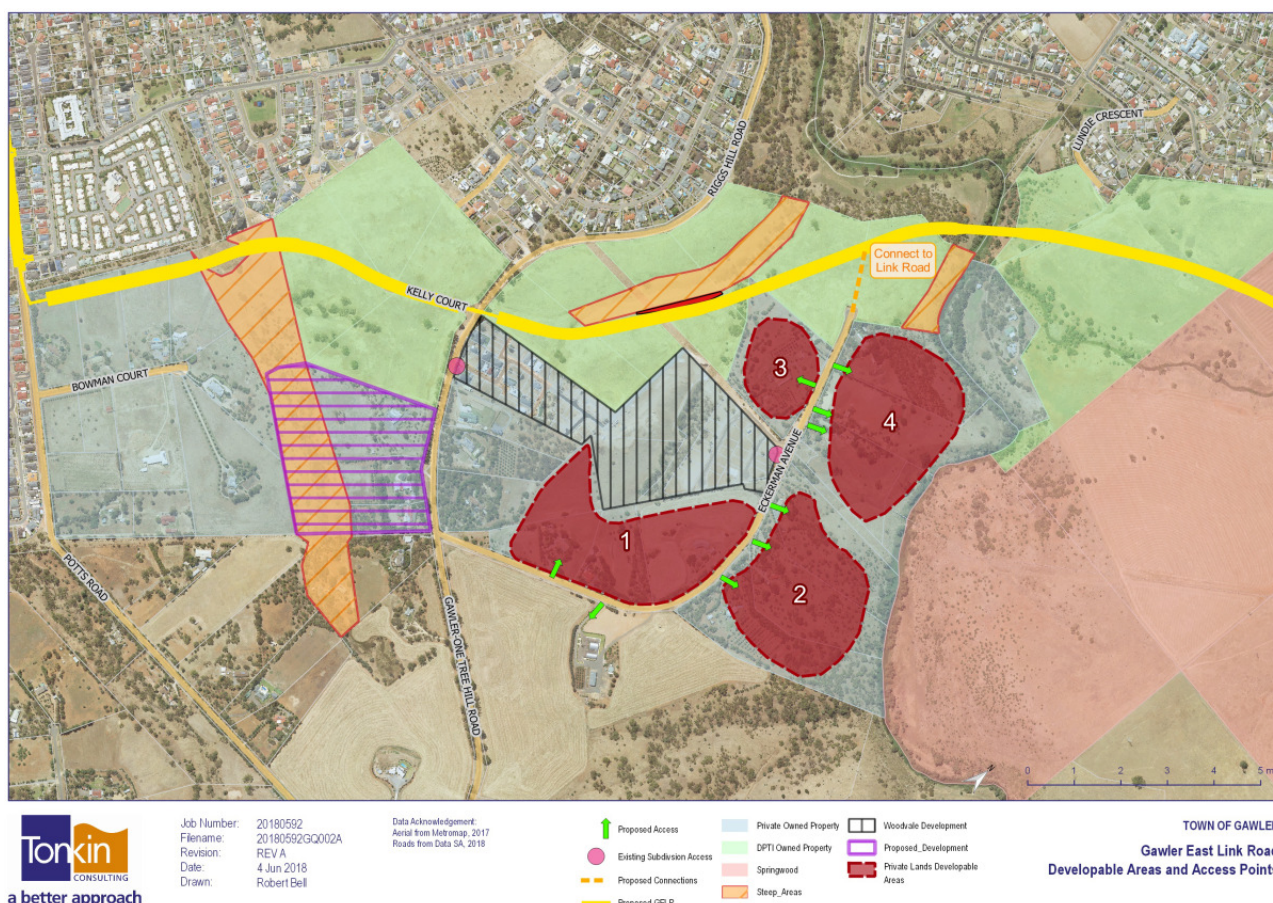 LUNDIE CRESCENT
RIGGS HILL ROAD
Connect to
Link Road
KELLY COURT
BOWMAN COURT
3
4
ECKERMAN AVENUE
1
2
POTTS ROAD
GAWLER-ONE TREE HILL ROAD
0 1 2 3 4 5 m
Tonkin
CONSULTING
a better approach
Job Number: 20180592
Filename: 20180592GQ002A
Revision: REV A
Date: 4 Jun 2018
Drawn: Robert Bell
Data Acknowledgement:
Aerial from Metromap, 2017
Roads from Data SA, 2018
Proposed Access
Existing Subdivsion Access
Proposed Connections
Proposed GELR
Private Owned Property
DPTI Owned Property
Springwood
Steep_Areas
Woodvale Development
Proposed_Development
Private Lands Developable
Areas
TOWN OF GAWLER
Gawler East Link Road
Developable Areas and Access Points